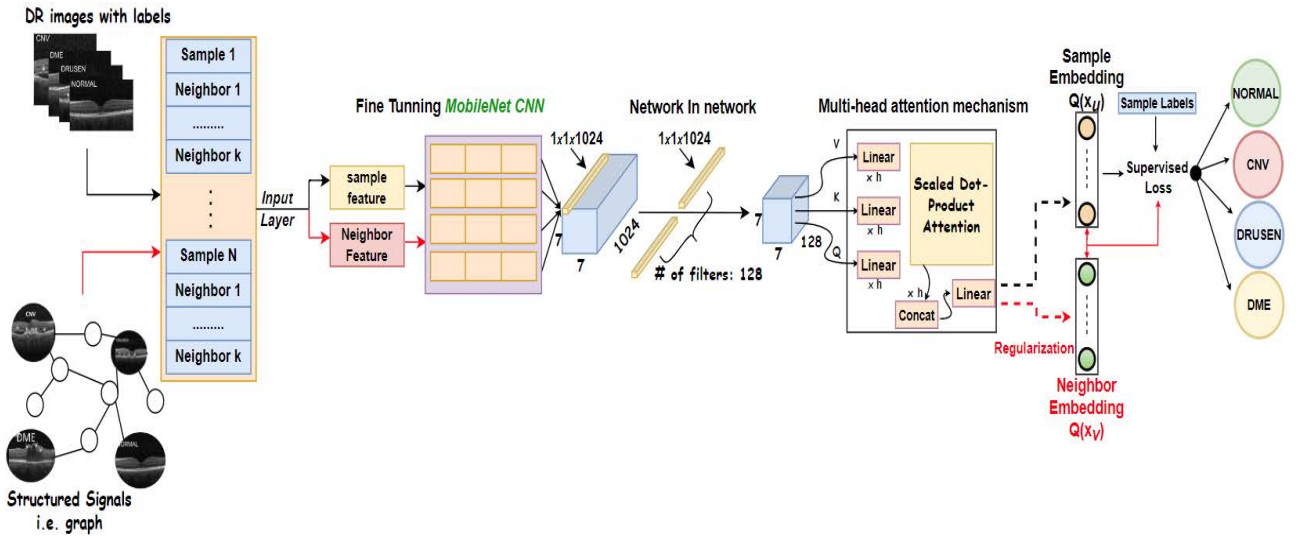 DR images with labels
CNV
DME
DRUSEN
NORMAL
Sample 1
Neighbor 1
.........
Neighbor k
Sample N
Neighbor 1
.........
Neighbor k
CNV
DME
NORMAL
Structured Signals
i.e. graph
Input
Layer
sample
feature
Neighbor
Feature
Fine Tunning MobileNet CNN
1x1x1024
7
7
1024
Network In network
1x1x1024
# of filters: 128
7
7
128
Multi-head attention mechanism
V
Linear
x h
K
Linear
x h
Q
Linear
x h
Scaled Dot-
Product
Attention
x h
Concat
Linear
Regularization
Sample
Embedding
Q(xu)
Neighbor
Embedding
Q(xv)
Sample Labels
Supervised
Loss
NORMAL
CNV
DRUSEN
DME